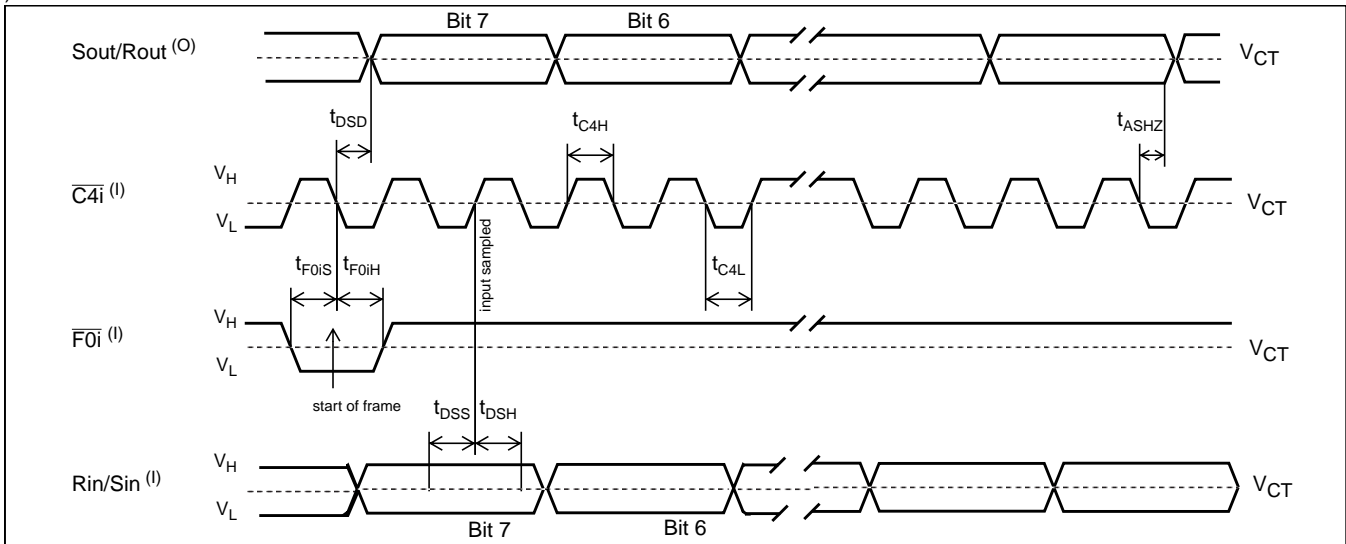 Bit 7 Bit 6
Sout/Rout (O) VCT
tDSD tC4H tASHZ
VH
C4i (I) VCT
VL
tF0iS tF0iH input sampled tC4L
VH
F0i (I) VCT
VL
start of frame
tDSS tDSH
VH
Rin/Sin (I) VCT
VL
Bit 7 Bit 6